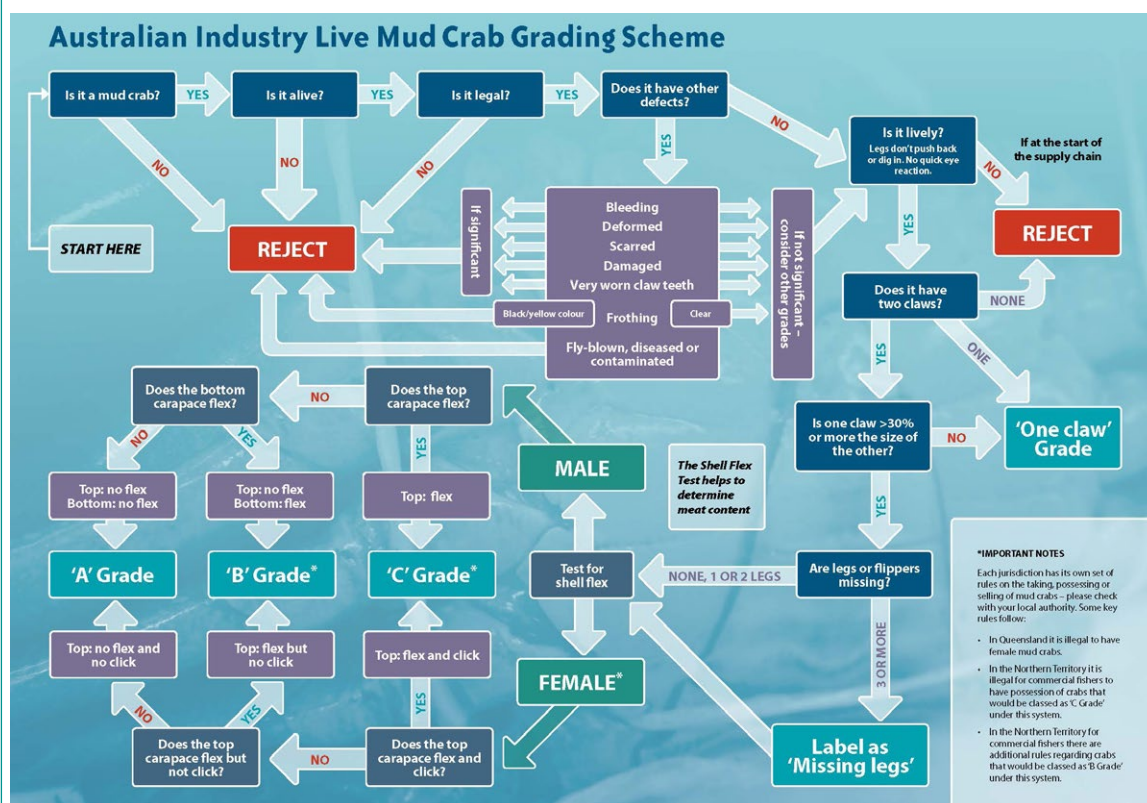 Australian Industry Live Mud Crab Grading Scheme
Is it a mud crab?
YES
Is it alive?
YES
Is it legal?
YES
Does it have other
defects?
NO
NO
NO
YES
NO
Is it lively?
Legs don't push back
or dig in. No quick eye
reaction.
NO
If at the start of
the supply chain
START HERE
REJECT
If significant
Bleeding
Deformed
Scarred
Damaged
Very worn claw teeth
Black/yellow colour
Frothing
Clear
Fly-blown, diseased or
contaminated
If not significant –
consider other grades
YES
REJECT
Does it have
two claws?
NONE
YES
ONE
Does the bottom
carapace flex?
NO
Does the top
carapace flex?
MALE
The Shell Flex
Test helps to
determine
meat content
Is one claw >30%
or more the size of
the other?
NO
'One claw'
Grade
NO
YES
YES
YES
Top: no flex
Bottom: no flex
Top: no flex
Bottom: flex
Top: flex
'A' Grade
'B' Grade*
'C' Grade*
Test for
shell flex
NONE, 1 OR 2 LEGS
Are legs or flippers
missing?
Top: no flex and
no click
Top: flex but
no click
Top: flex and click
FEMALE*
3 OR MORE
NO
YES
YES
Does the top
carapace flex but
not click?
NO
Does the top
carapace flex and
click?
Label as
'Missing legs'
*IMPORTANT NOTES
Each jurisdiction has its own set of
rules on the taking, possessing or
selling of mud crabs – please check
with your local authority. Some key
rules follow:
• In Queensland it is illegal to have
female mud crabs.
• In the Northern Territory it is
illegal for commercial fishers to
have possession of crabs that
would be classed as 'C Grade'
under this system.
• In the Northern Territory for
commercial fishers there are
additional rules regarding crabs
that would be classed as 'B Grade'
under this system.